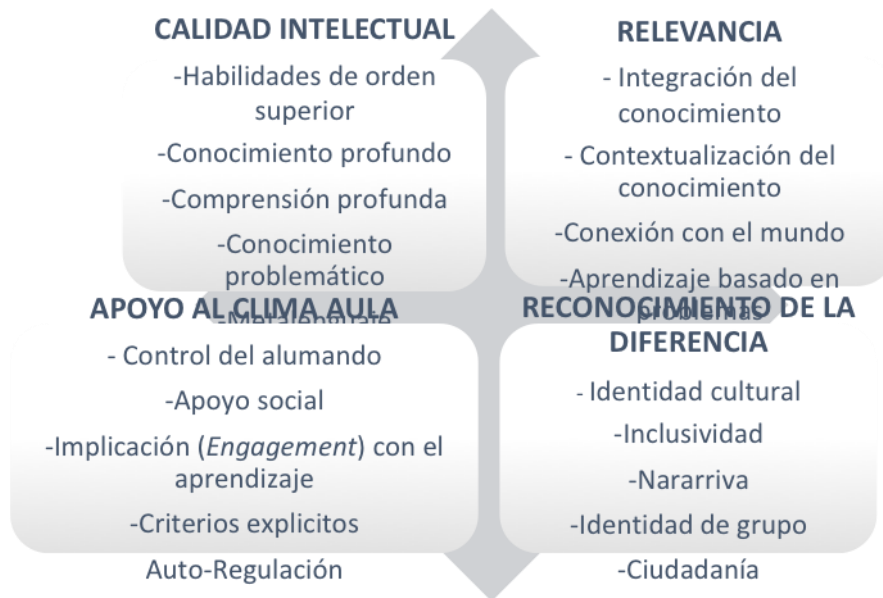 CALIDAD INTELECTUAL
-Habilidades de orden
superior
-Conocimiento profundo
-Comprensión profunda
-Conocimiento
problemático
-Metalenguaje
RELEVANCIA
- Integración del
conocimiento
- Contextualización del
conocimiento
-Conexión con el mundo
-Aprendizaje basado en
problemas
APOYO AL CLIMA AULA
- Control del alumando
-Apoyo social
-Implicación (Engagement) con el
aprendizaje
-Criterios explicitos
Auto-Regulación
RECONOCIMIENTO DE LA
DIFERENCIA
- Identidad cultural
-Inclusividad
-Nararriva
-Identidad de grupo
-Ciudadanía